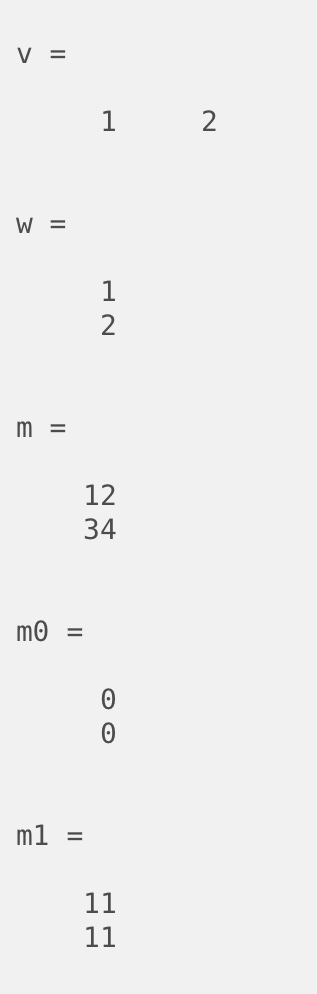 v =
1 2
w =
1
2
m =
12
34
m0 =
0
0
m1 =
11
11